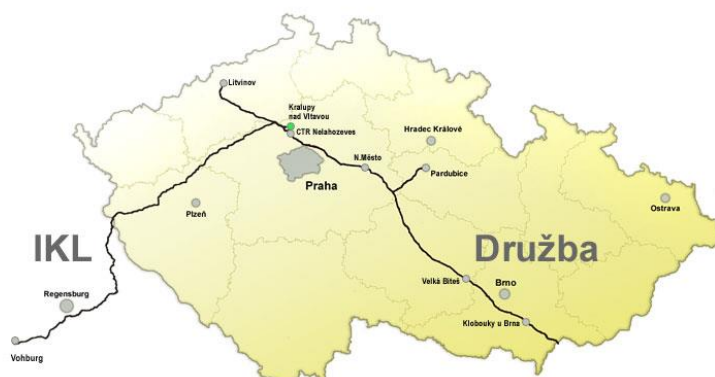 Litvínov
Kralupy
nad Vltavou
CTR Nelahozeves
Hradec Králové
N.Město
Pardubice
Praha
Plzeň
Ostrava
IKL
Družba
Velká Bíteš
Brno
Regensburg
Klobouky u Brna
Vohburg